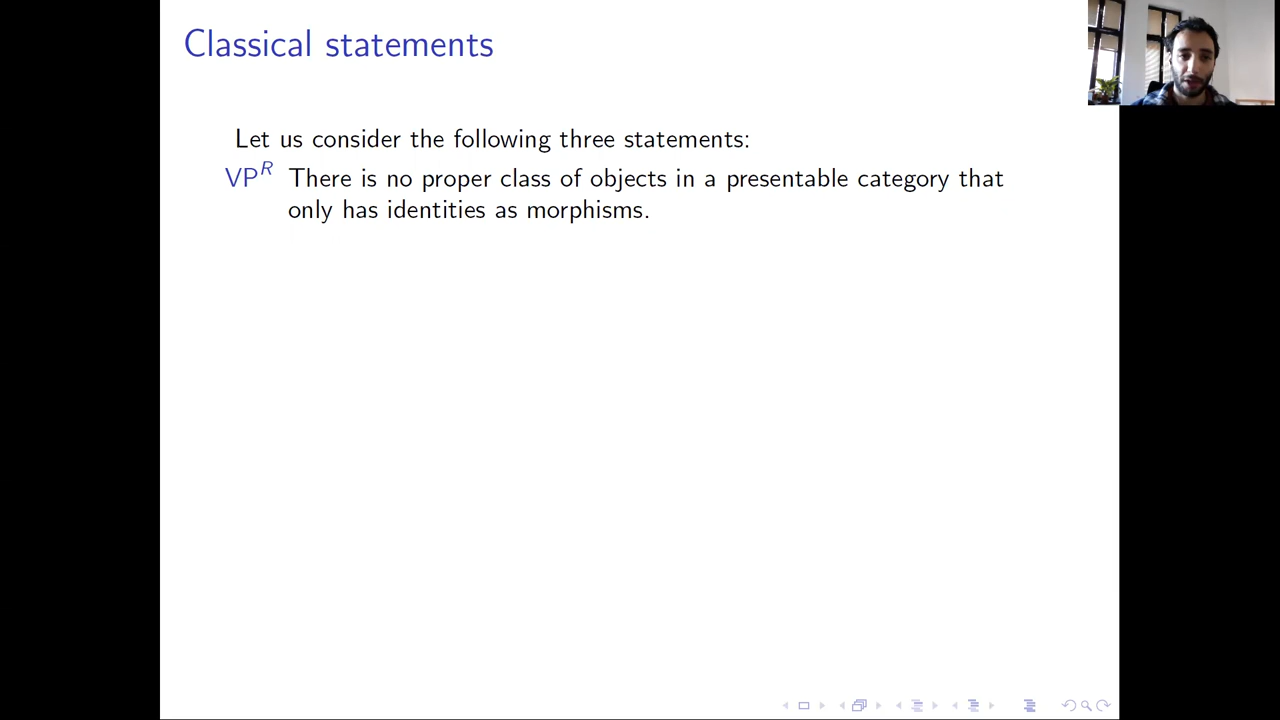 Classical statements
Let us consider the following three statements:
VP^R There is no proper class of objects in a presentable category that
only has identities as morphisms.